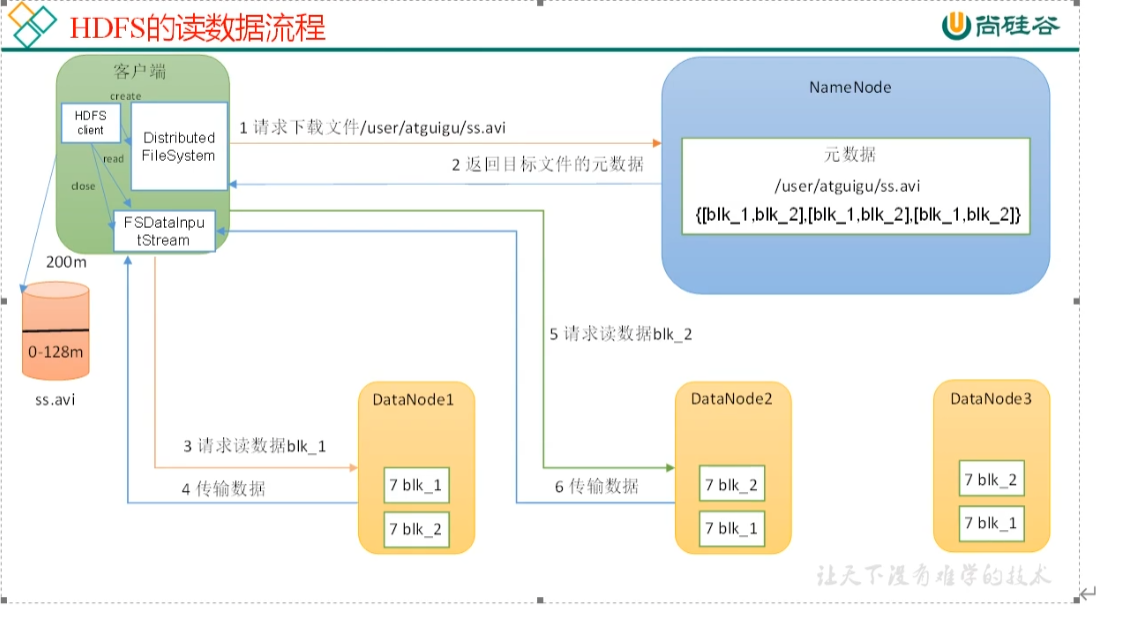 HDFS的读数据流程
尚硅谷
客户端
create
HDFS
client
Distributed
FileSystem
read
close
FSDataInpu
tStream
1 请求下载文件/user/atguigu/ss.avi
2 返回目标文件的元数据
NameNode
元数据
/user/atguigu/ss.avi
{[blk_1,blk_2],[blk_1,blk_2],[blk_1,blk_2]}
200m
0-128m
ss.avi
5 请求读数据blk_2
3 请求读数据blk_1
4 传输数据
6 传输数据
DataNode1
7 blk_1
7 blk_2
DataNode2
7 blk_2
7 blk_1
DataNode3
7 blk_2
7 blk_1
让天下没有难学的技术